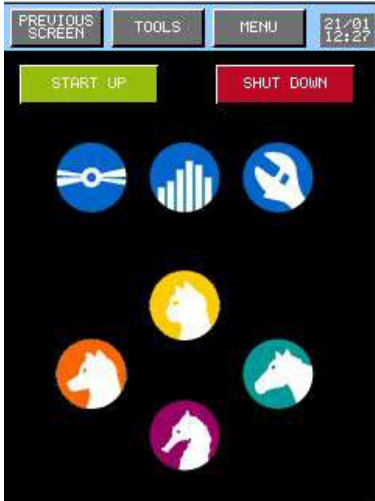 PREVIOUS
SCREEN
TOOLS
MENU
21/01
12:27
START UP
SHUT DOWN